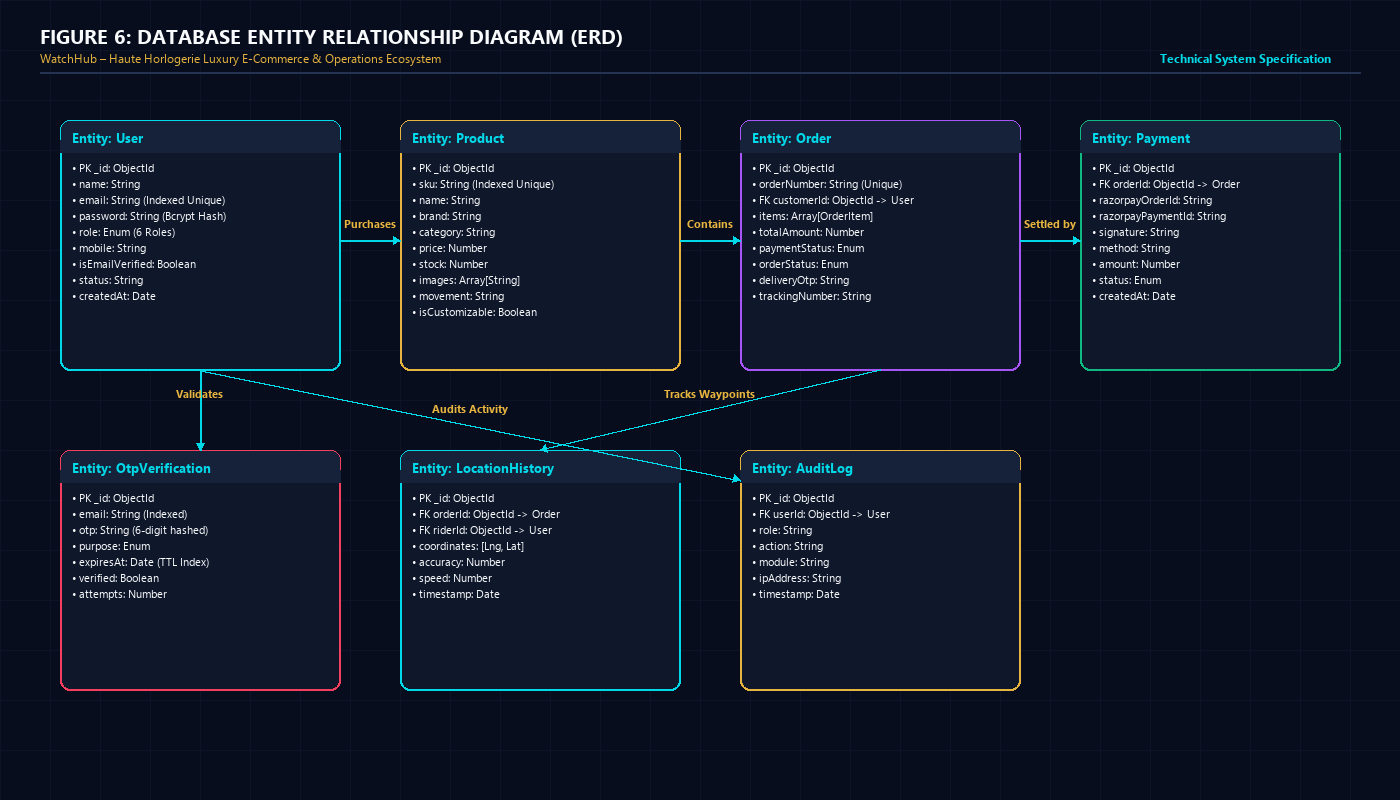 FIGURE 6: DATABASE ENTITY RELATIONSHIP DIAGRAM (ERD)
WatchHub – Haute Horlogerie Luxury E-Commerce & Operations Ecosystem
Technical System Specification
Entity: User
• PK _id: ObjectId
• name: String
• email: String (Indexed Unique)
• password: String (Bcrypt Hash)
• role: Enum (6 Roles)
• mobile: String
• isEmailVerified: Boolean
• status: String
• createdAt: Date
Purchases
Entity: Product
• PK _id: ObjectId
• sku: String (Indexed Unique)
• name: String
• brand: String
• category: String
• price: Number
• stock: Number
• images: Array[String]
• movement: String
• isCustomizable: Boolean
Contains
Entity: Order
• PK _id: ObjectId
• orderNumber: String (Unique)
• FK customerId: ObjectId -> User
• items: Array[OrderItem]
• totalAmount: Number
• paymentStatus: Enum
• orderStatus: Enum
• deliveryOtp: String
• trackingNumber: String
Settled by
Entity: Payment
• PK _id: ObjectId
• FK orderId: ObjectId -> Order
• razorpayOrderId: String
• razorpayPaymentId: String
• signature: String
• method: String
• amount: Number
• status: Enum
• createdAt: Date
Validates
Audits Activity
Tracks Waypoints
Entity: OtpVerification
• PK _id: ObjectId
• email: String (Indexed)
• otp: String (6-digit hashed)
• purpose: Enum
• expiresAt: Date (TTL Index)
• verified: Boolean
• attempts: Number
Entity: LocationHistory
• PK _id: ObjectId
• FK orderId: ObjectId -> Order
• FK riderId: ObjectId -> User
• coordinates: [Lng, Lat]
• accuracy: Number
• speed: Number
• timestamp: Date
Entity: AuditLog
• PK _id: ObjectId
• FK userId: ObjectId -> User
• role: String
• action: String
• module: String
• ipAddress: String
• timestamp: Date